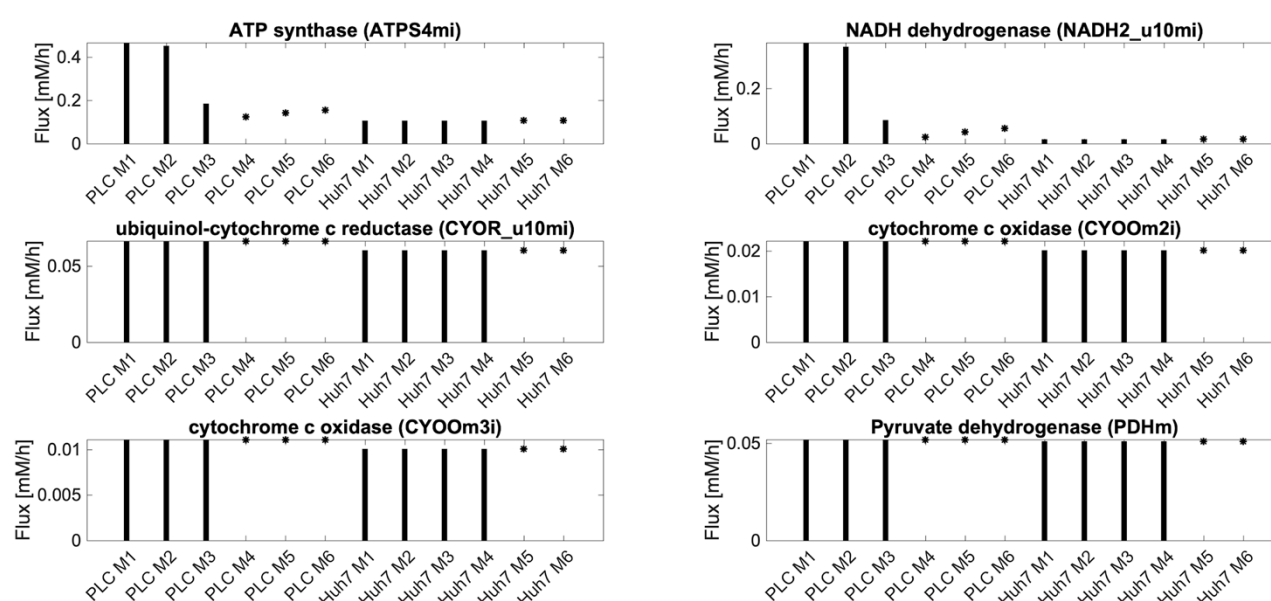 ATP synthase (ATPS4mi)
Flux [mM/h]
0.4
0.2
0
PLC M1
PLC M2
PLC M3
PLC M4
PLC M5
PLC M6
Huh7 M1
Huh7 M2
Huh7 M3
Huh7 M4
Huh7 M5
Huh7 M6
NADH dehydrogenase (NADH2_u10mi)
Flux [mM/h]
0.2
0
PLC M1
PLC M2
PLC M3
PLC M4
PLC M5
PLC M6
Huh7 M1
Huh7 M2
Huh7 M3
Huh7 M4
Huh7 M5
Huh7 M6
ubiquinol-cytochrome c reductase (CYOR_u10mi)
Flux [mM/h]
0.05
0
PLC M1
PLC M2
PLC M3
PLC M4
PLC M5
PLC M6
Huh7 M1
Huh7 M2
Huh7 M3
Huh7 M4
Huh7 M5
Huh7 M6
cytochrome c oxidase (CYOOm2i)
Flux [mM/h]
0.02
0.01
0
PLC M1
PLC M2
PLC M3
PLC M4
PLC M5
PLC M6
Huh7 M1
Huh7 M2
Huh7 M3
Huh7 M4
Huh7 M5
Huh7 M6
cytochrome c oxidase (CYOOm3i)
Flux [mM/h]
0.01
0.005
0
PLC M1
PLC M2
PLC M3
PLC M4
PLC M5
PLC M6
Huh7 M1
Huh7 M2
Huh7 M3
Huh7 M4
Huh7 M5
Huh7 M6
Pyruvate dehydrogenase (PDHm)
Flux [mM/h]
0.05
0
PLC M1
PLC M2
PLC M3
PLC M4
PLC M5
PLC M6
Huh7 M1
Huh7 M2
Huh7 M3
Huh7 M4
Huh7 M5
Huh7 M6